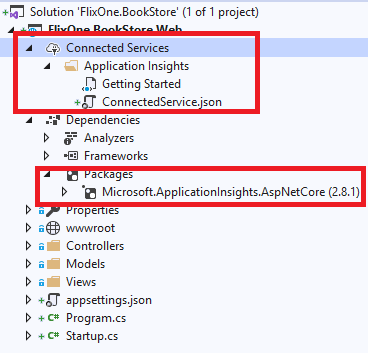 Solution 'FlixOne.BookStore' (1 of 1 project)
FlixOne.BookStore.Web
Connected Services
Application Insights
Getting Started
ConnectedService.json
Dependencies
Analyzers
Frameworks
Packages
Microsoft.ApplicationInsights.AspNetCore (2.8.1)
Properties
wwwroot
Controllers
Models
Views
appsettings.json
C# Program.cs
C# Startup.cs